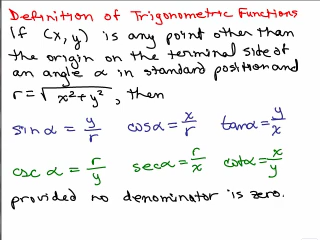 Definition of Trigonometric Functions
If (x, y) is any point other than
the origin on the terminal side of
an angle α in standard position and
r = √x² + y² , then
sin α = y/r cos α = x/r tan α = y/x
csc α = r/y sec α = r/x cot α = x/y
provided no denominator is zero.